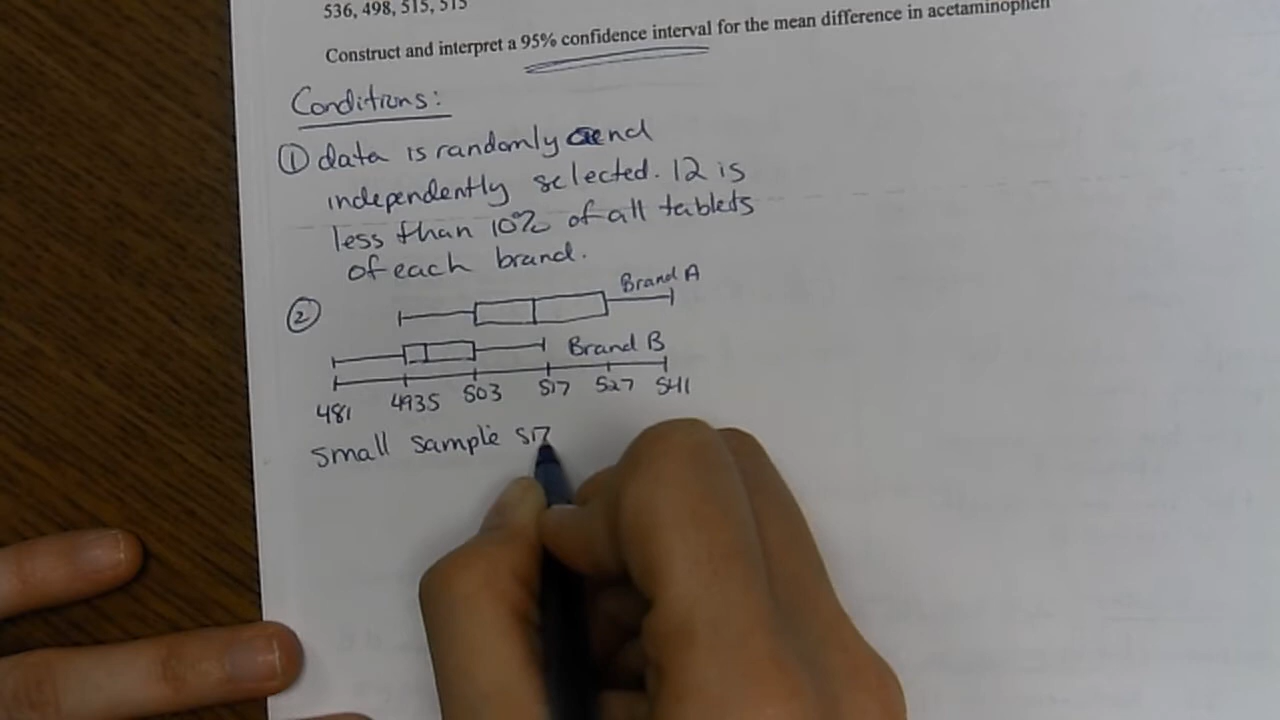 536, 498, 515, 515
Construct and interpret a 95% confidence interval for the mean difference in acetaminophen
Conditions:
① data is randomly and
independently selected. 12 is
less than 10% of all tablets
of each brand.
②
Brand A
Brand B
481 4935 503 517 527 541
small sample siz